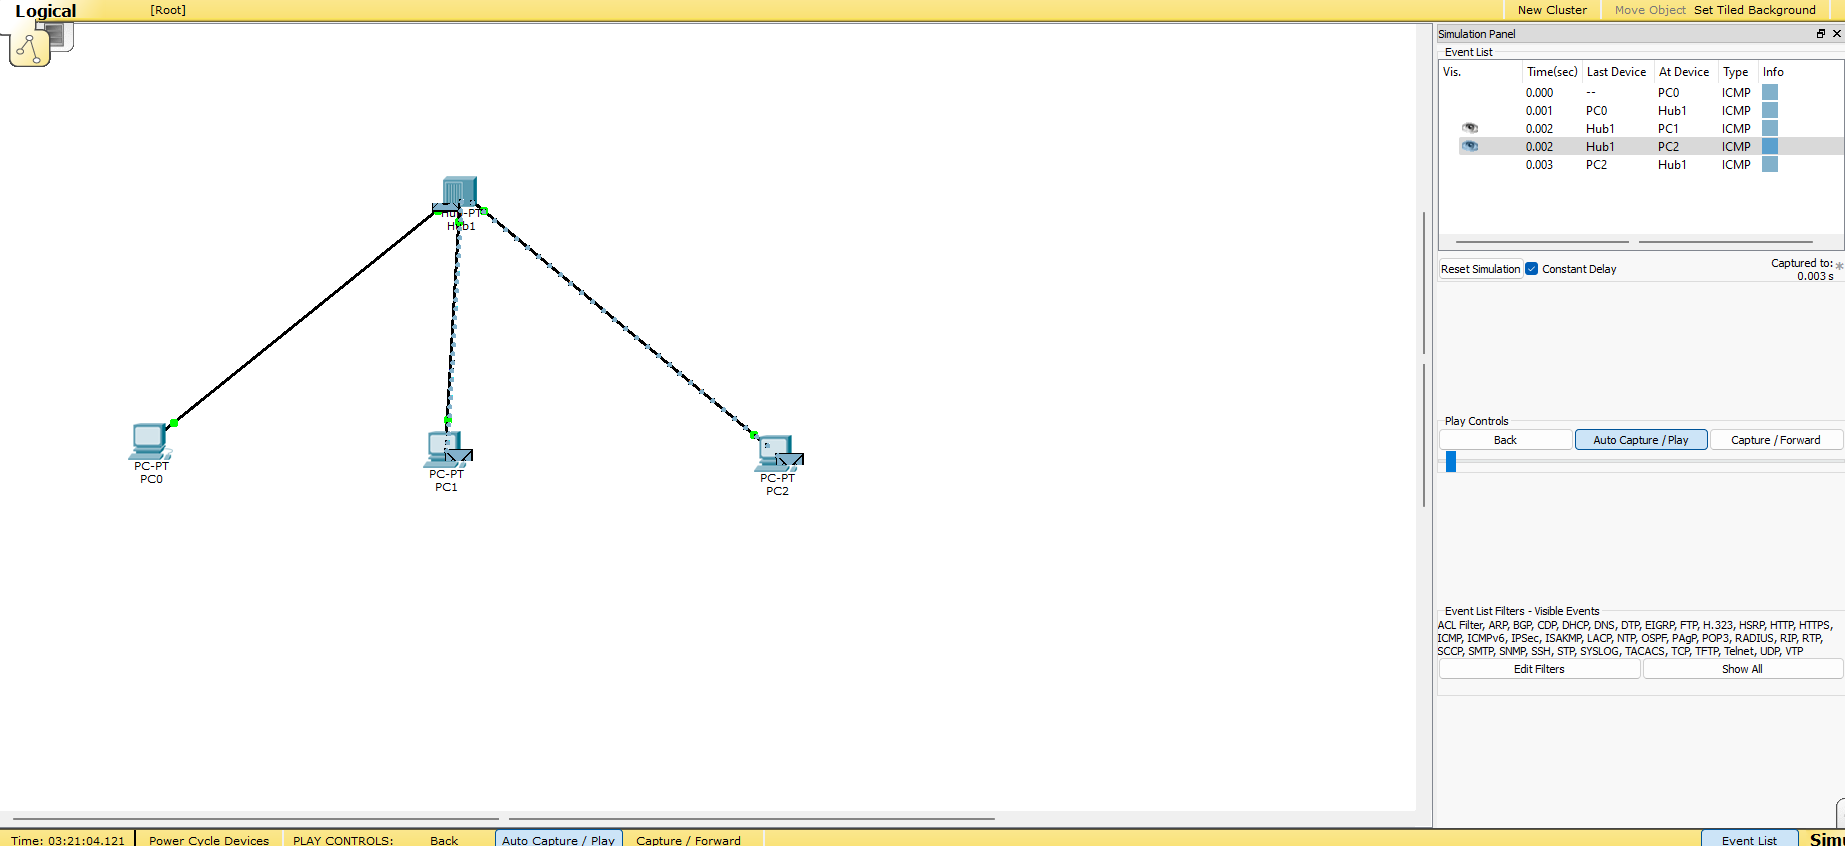 Logical [Root] New Cluster Move Object Set Tiled Background
Simulation Panel
Event List
Vis. Time(sec) Last Device At Device Type Info
0.000 -- PC0 ICMP
0.001 PC0 Hub1 ICMP
0.002 Hub1 PC1 ICMP
0.002 Hub1 PC2 ICMP
0.003 PC2 Hub1 ICMP
Hub-PT
Hub1
Reset Simulation Constant Delay Captured to:
0.003 s
PC-PT
PC0
PC-PT
PC1
PC-PT
PC2
Play Controls
Back Auto Capture / Play Capture / Forward
Event List Filters - Visible Events
ACL Filter, ARP, BGP, CDP, DHCP, DNS, DTP, EIGRP, FTP, H.323, HSRP, HTTP, HTTPS,
ICMP, ICMPv6, IPSec, ISAKMP, LACP, NTP, OSPF, PAgP, POP3, RADIUS, RIP, RTP,
SCCP, SMTP, SNMP, SSH, STP, SYSLOG, TACACS, TCP, TFTP, Telnet, UDP, VTP
Edit Filters Show All
Time: 03:21:04.121 Power Cycle Devices PLAY CONTROLS: Back Auto Capture / Play Capture / Forward Event List